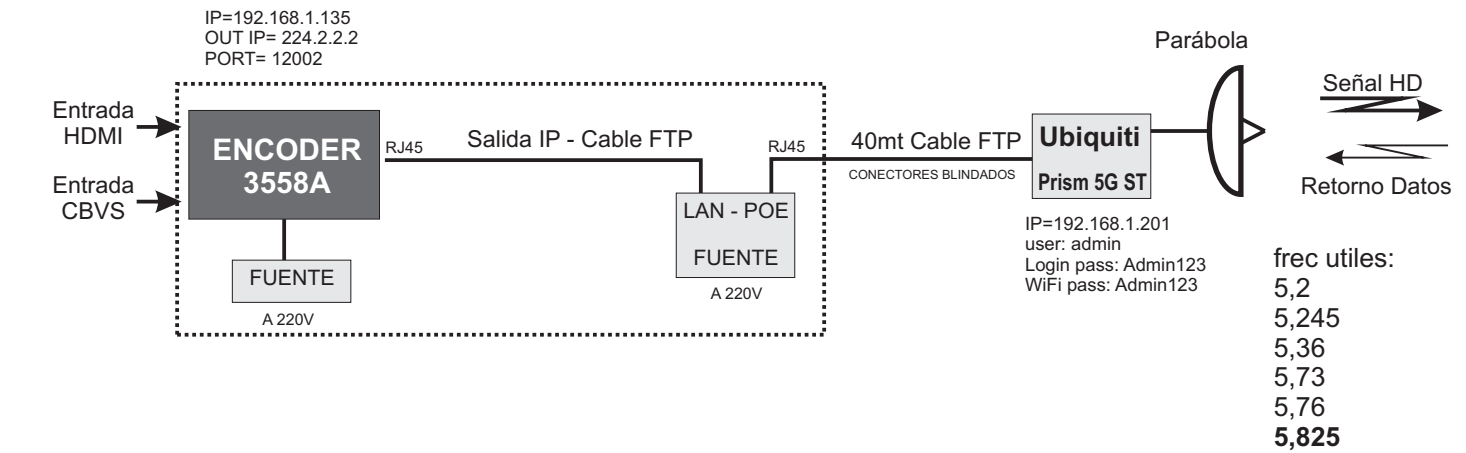 IP=192.168.1.135
OUT IP= 224.2.2.2
PORT= 12002
Entrada
HDMI
Entrada
CBVS
ENCODER
3558A
RJ45
Salida IP - Cable FTP
RJ45
LAN - POE
FUENTE
A 220V
FUENTE
A 220V
40mt Cable FTP
CONECTORES BLINDADOS
Ubiquiti
Prism 5G ST
IP=192.168.1.201
user: admin
Login pass: Admin123
WiFi pass: Admin123
Parábola
Señal HD
Retorno Datos
frec utiles:
5,2
5,245
5,36
5,73
5,76
5,825